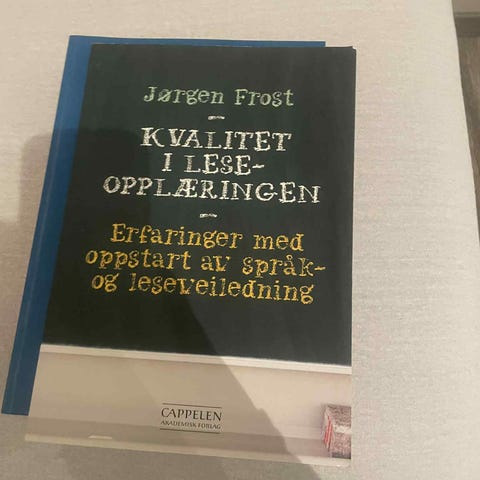 Jørgen Frost
KVALITET
I LESE-
OPPLÆRINGEN
Erfaringer med
oppstart av språk-
og leseveiledning
CAPPELEN
AKADEMISK FORLAG